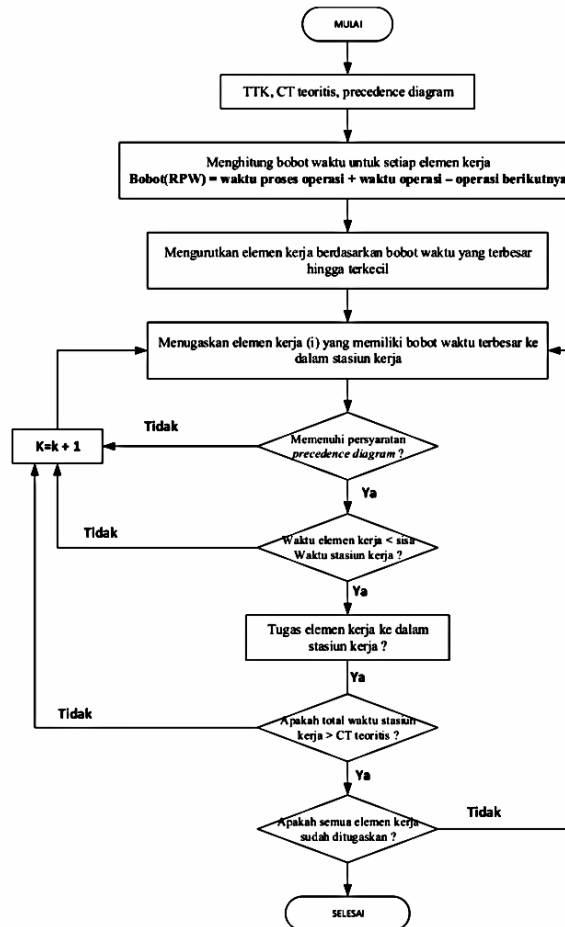 MULAI
TTK, CT teoritis, precedence diagram
Menghitung bobot waktu untuk setiap elemen kerja
Bobot(RPW) = waktu proses operasi + waktu operasi – operasi berikutnya
Mengurutkan elemen kerja berdasarkan bobot waktu yang terbesar
hingga terkecil
Menugaskan elemen kerja (i) yang memiliki bobot waktu terbesar ke
dalam stasiun kerja
Tidak
K=k + 1
Memenuhi persyaratan
precedence diagram ?
Ya
Tidak
Waktu elemen kerja < sisa
Waktu stasiun kerja ?
Ya
Tugas elemen kerja ke dalam
stasiun kerja ?
Ya
Tidak
Apakah total waktu stasiun
kerja > CT teoritis ?
Ya
Tidak
Apakah semua elemen kerja
sudah ditugaskan ?
SELESAI